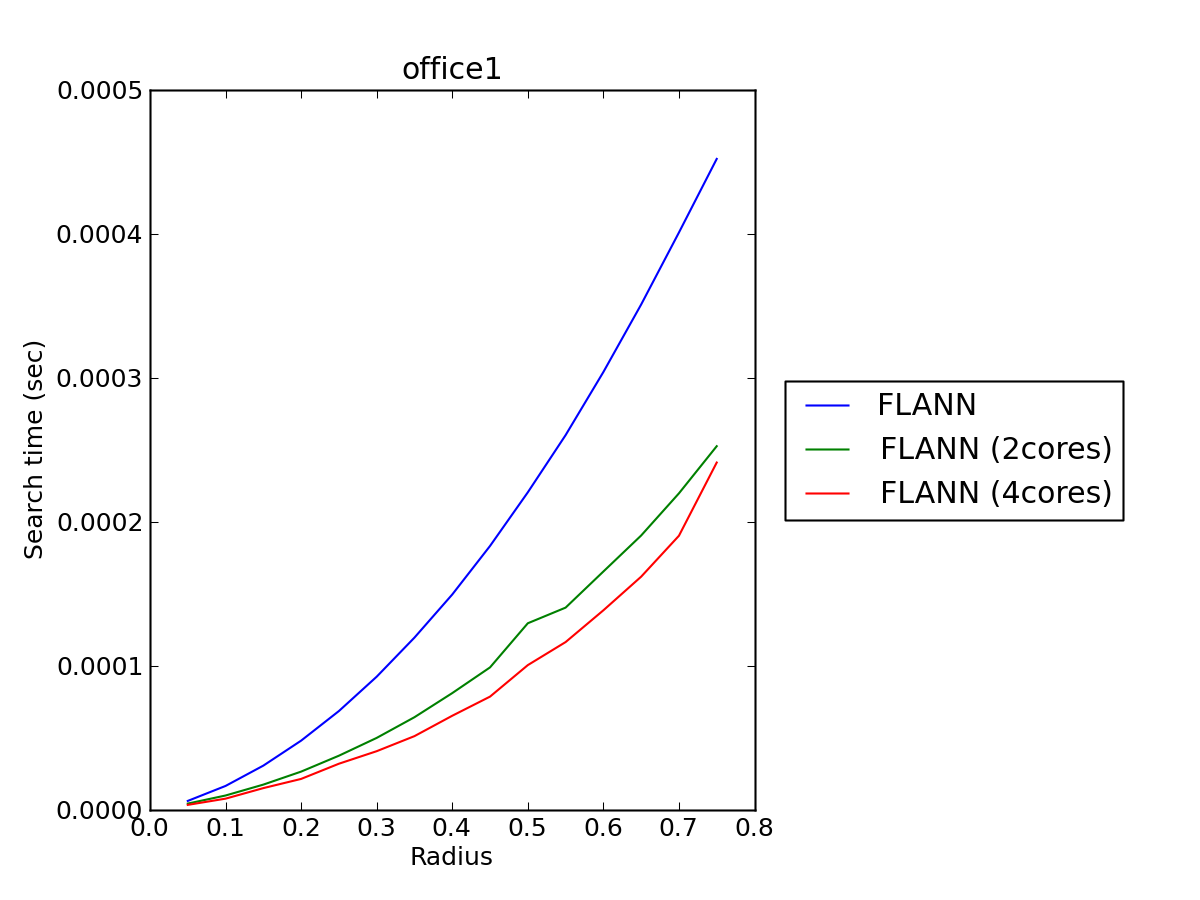 office1
0.0005
0.0004
0.0003
0.0002
0.0001
0.0000
Search time (sec)
0.0 0.1 0.2 0.3 0.4 0.5 0.6 0.7 0.8
Radius
FLANN
FLANN (2cores)
FLANN (4cores)